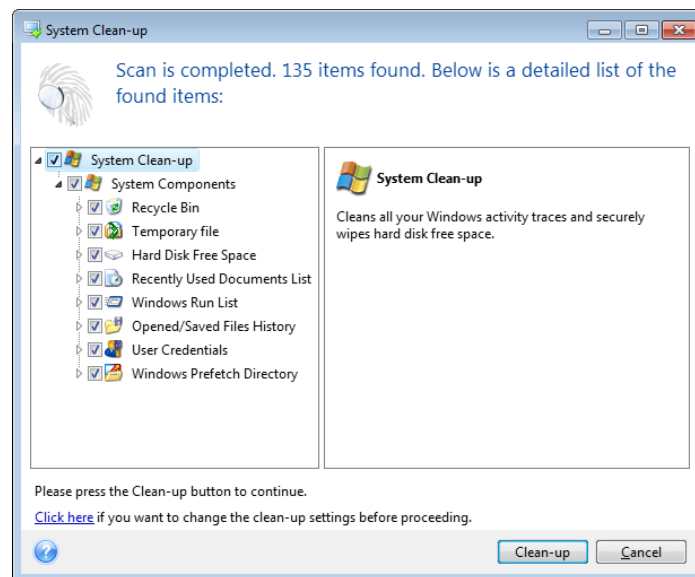 System Clean-up
Scan is completed. 135 items found. Below is a detailed list of the
found items:
System Clean-up
System Components
Recycle Bin
Temporary file
Hard Disk Free Space
Recently Used Documents List
Windows Run List
Opened/Saved Files History
User Credentials
Windows Prefetch Directory
System Clean-up
Cleans all your Windows activity traces and securely
wipes hard disk free space.
Please press the Clean-up button to continue.
Click here if you want to change the clean-up settings before proceeding.
Clean-up
Cancel